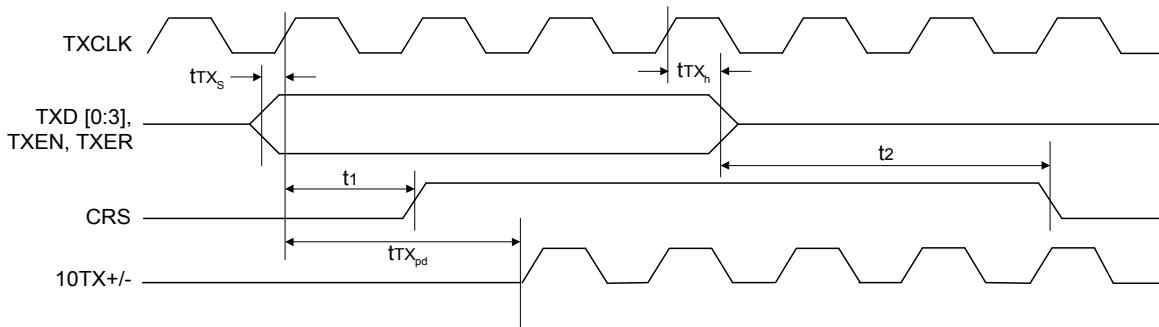 TXCLK
tTXS
tTXh
TXD [0:3],
TXEN, TXER
t2
t1
CRS
tTXpd
10TX+/-